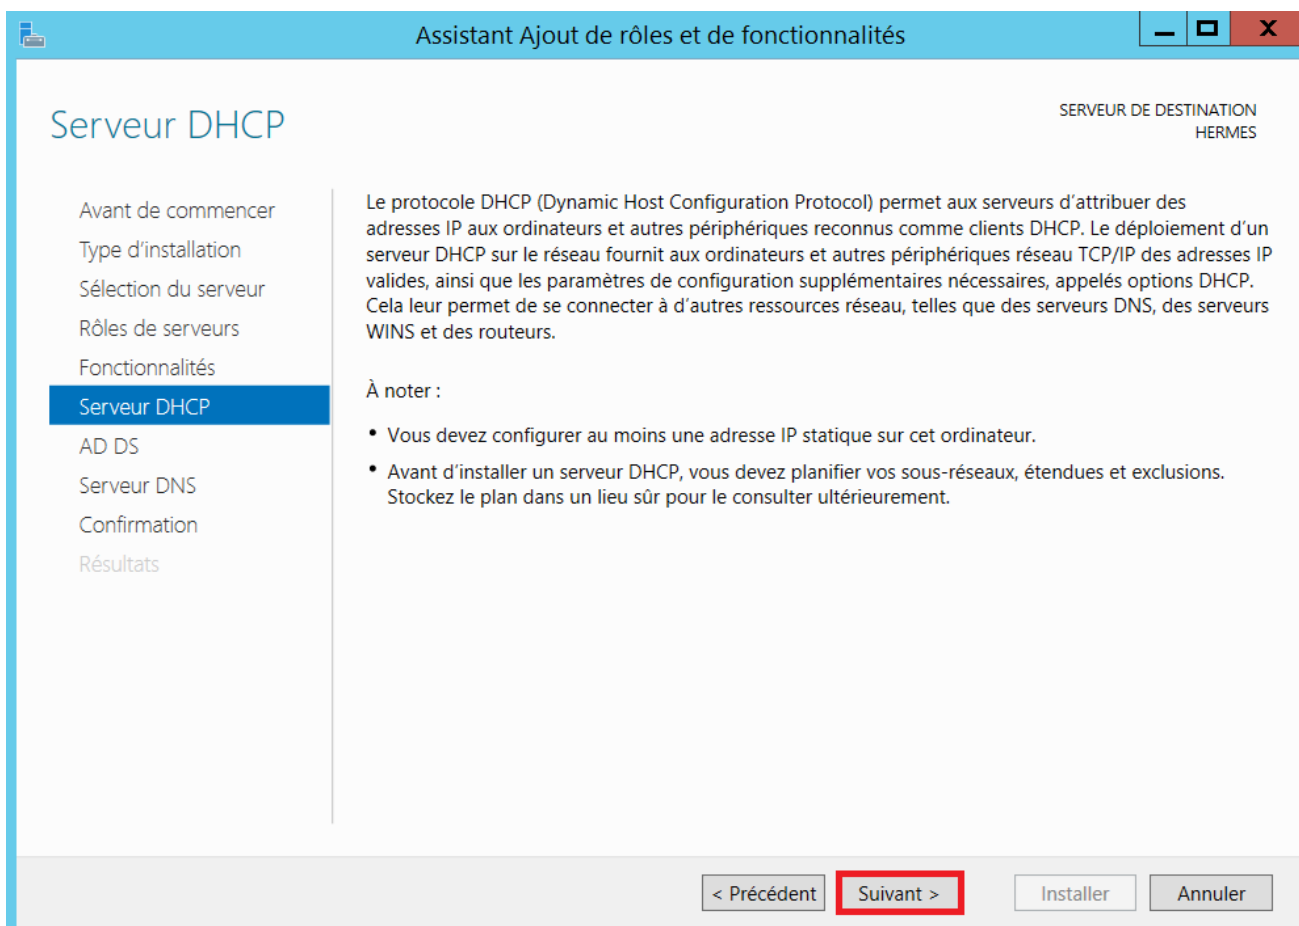 Assistant Ajout de rôles et de fonctionnalités
Serveur DHCP
SERVEUR DE DESTINATION
HERMES
Avant de commencer
Type d’installation
Sélection du serveur
Rôles de serveurs
Fonctionnalités
Serveur DHCP
AD DS
Serveur DNS
Confirmation
Résultats
Le protocole DHCP (Dynamic Host Configuration Protocol) permet aux serveurs d’attribuer des
adresses IP aux ordinateurs et autres périphériques reconnus comme clients DHCP. Le déploiement d’un
serveur DHCP sur le réseau fournit aux ordinateurs et autres périphériques réseau TCP/IP des adresses IP
valides, ainsi que les paramètres de configuration supplémentaires nécessaires, appelés options DHCP.
Cela leur permet de se connecter à d’autres ressources réseau, telles que des serveurs DNS, des serveurs
WINS et des routeurs.
À noter :
• Vous devez configurer au moins une adresse IP statique sur cet ordinateur.
• Avant d’installer un serveur DHCP, vous devez planifier vos sous-réseaux, étendues et exclusions.
Stockez le plan dans un lieu sûr pour le consulter ultérieurement.
< Précédent
Suivant >
Installer
Annuler